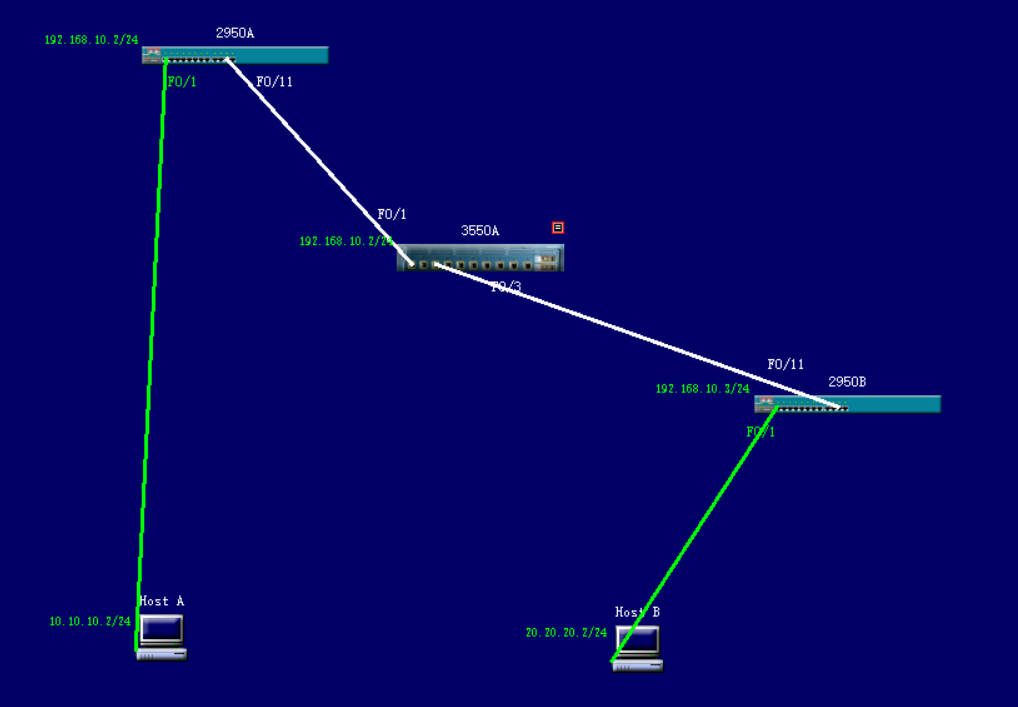 2950A
192.168.10.2/24
F0/1
F0/11
F0/1
3550A
192.168.10.2/24
F0/3
F0/11
2950B
192.168.10.3/24
F0/1
Host A
10.10.10.2/24
Host B
20.20.20.2/24